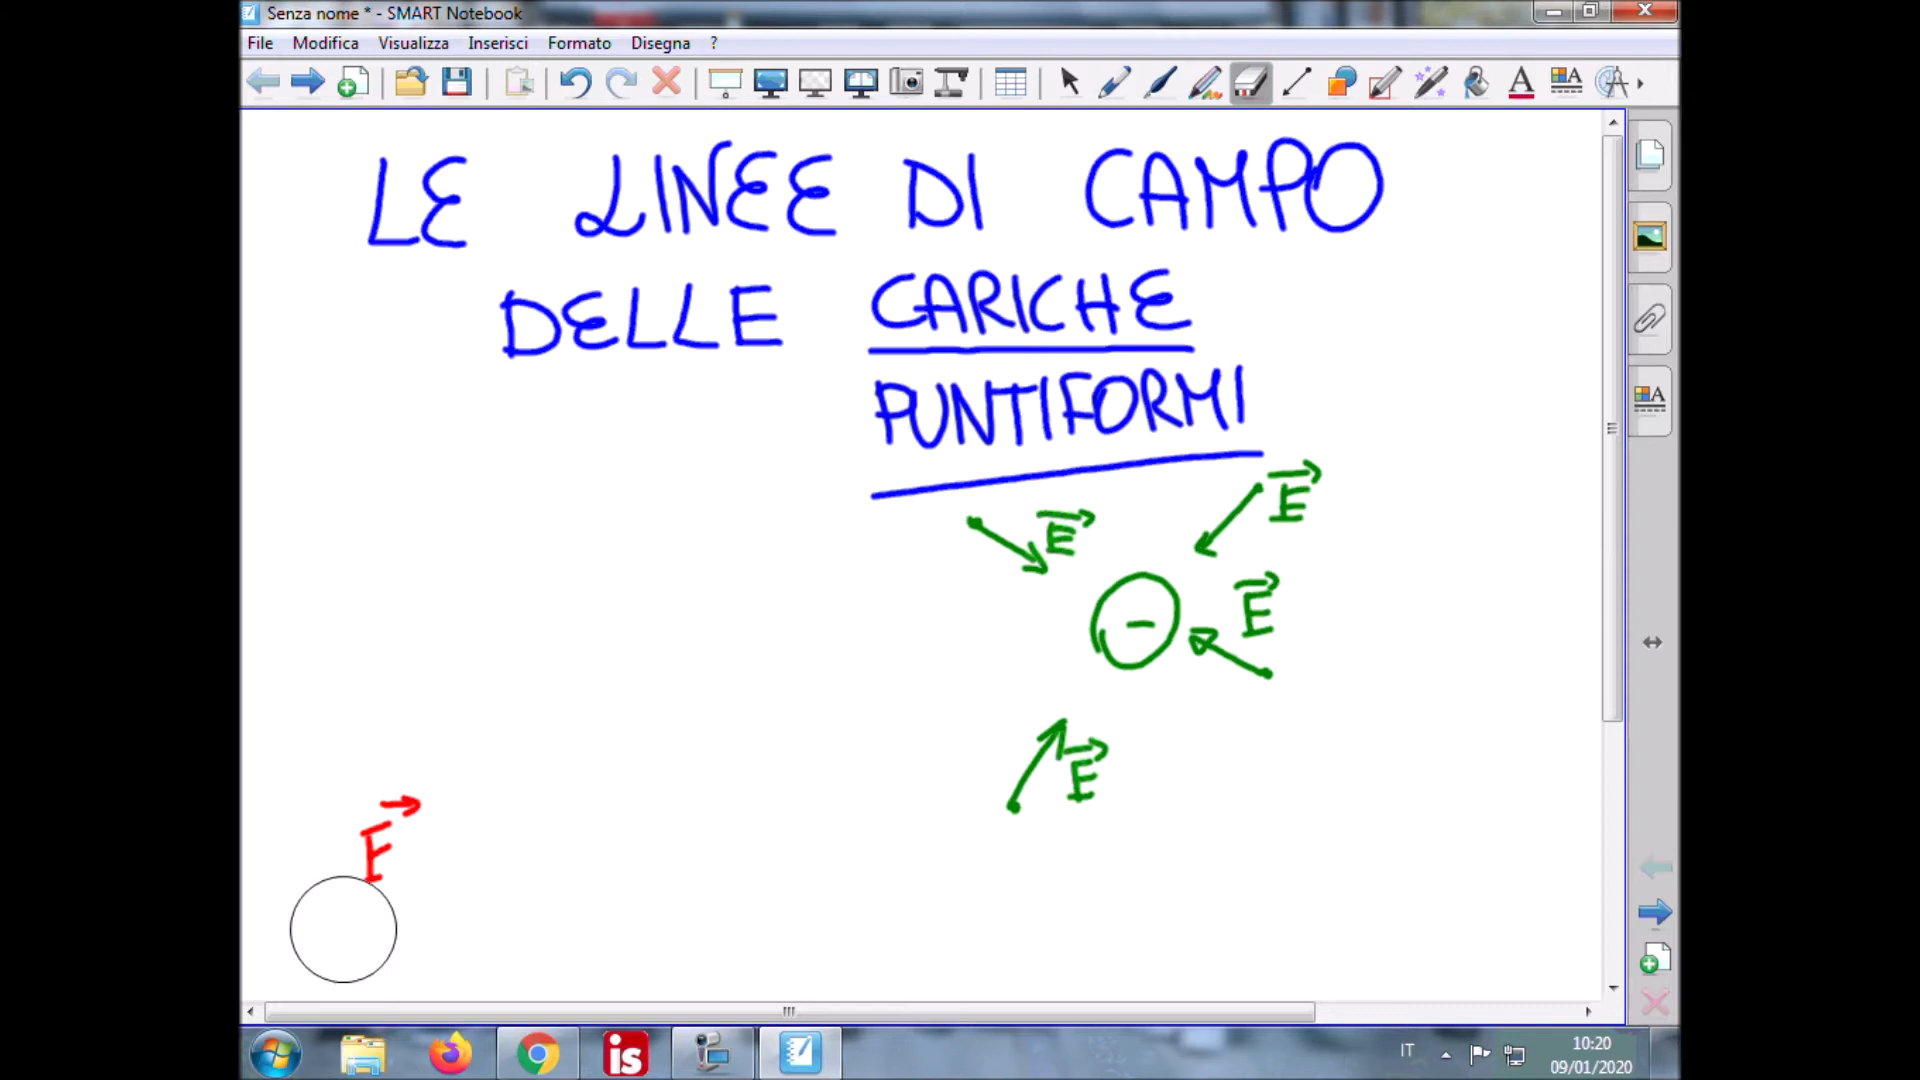 Senza nome * - SMART Notebook
File Modifica Visualizza Inserisci Formato Disegna ?
LE LINEE DI CAMPO
DELLE CARICHE
PUNTIFORMI
E
E
E
-
E
F
is
IT
10:20
09/01/2020